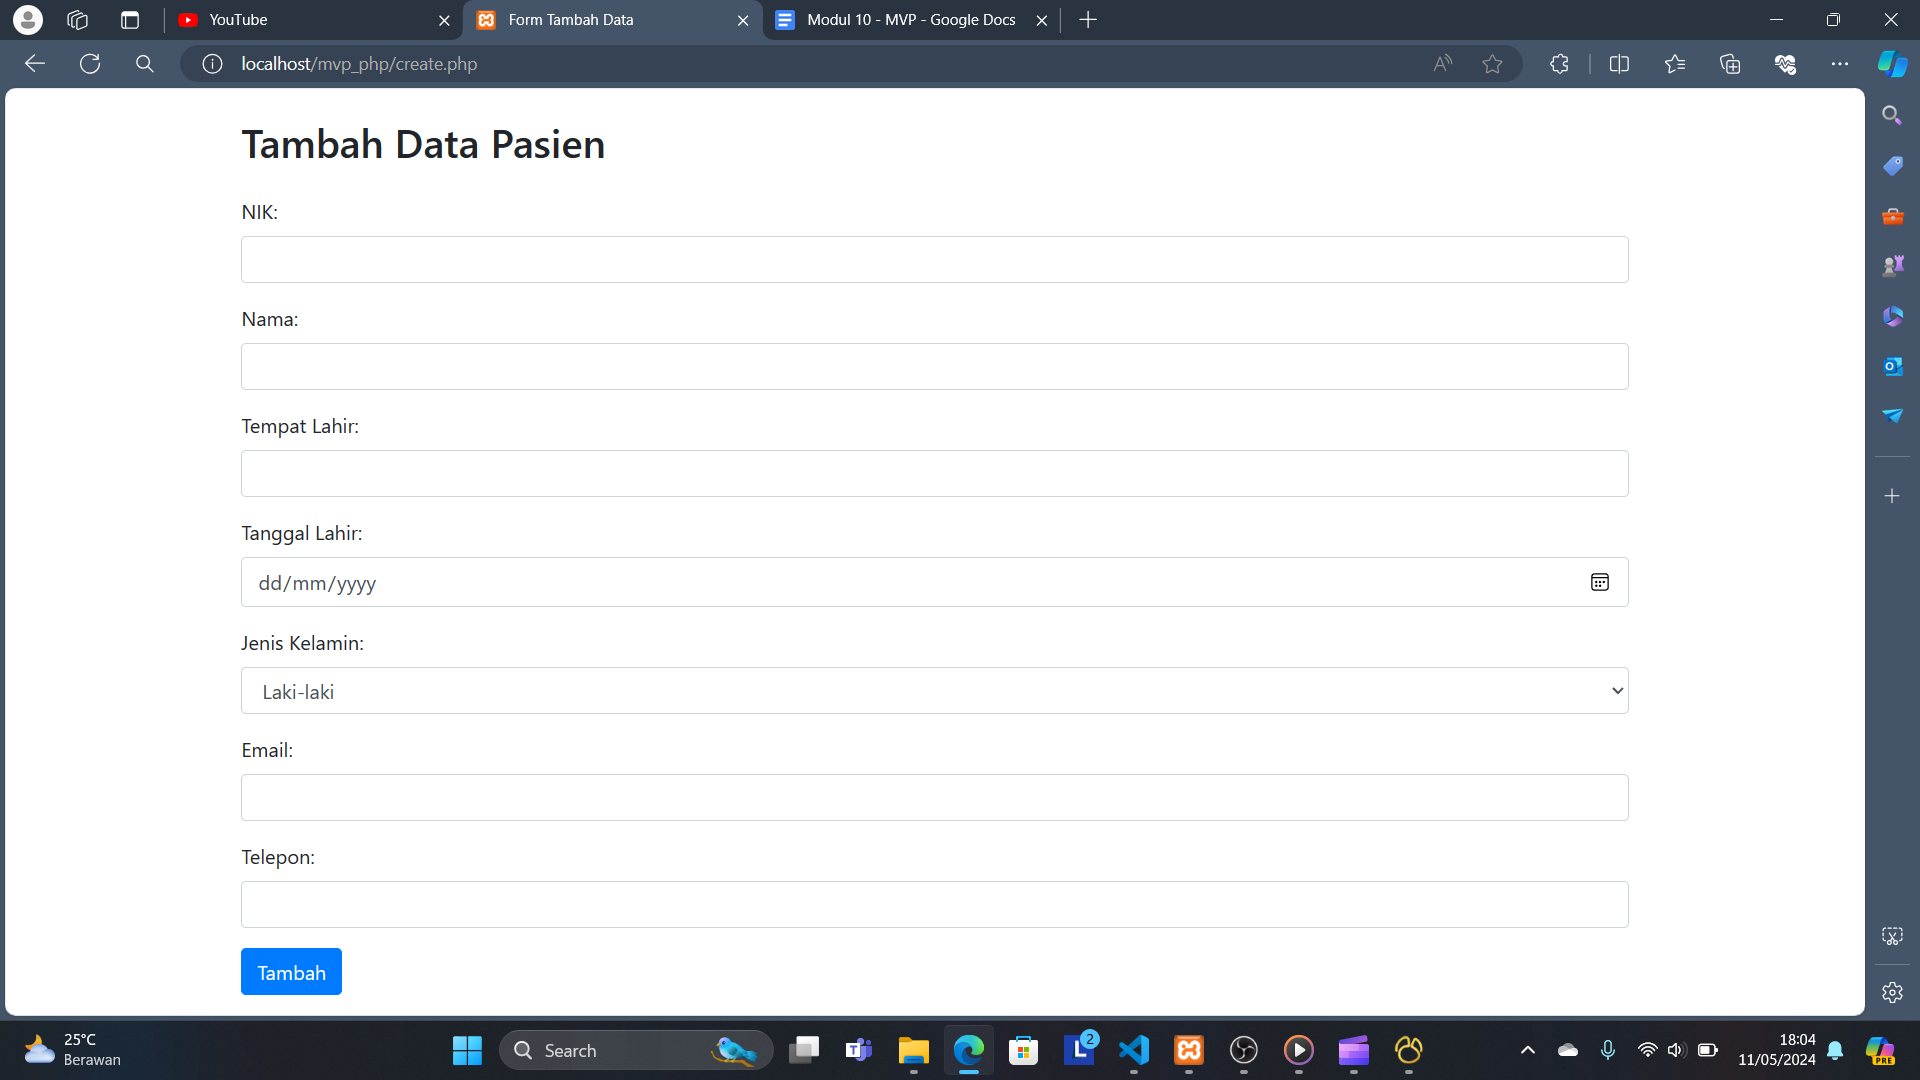 YouTube
Form Tambah Data
Modul 10 - MVP - Google Docs
localhost/mvp_php/create.php
Tambah Data Pasien
NIK:
Nama:
Tempat Lahir:
Tanggal Lahir:
dd/mm/yyyy
Jenis Kelamin:
Laki-laki
Email:
Telepon:
Tambah
25°C
Berawan
Search
2
18:04
11/05/2024
PRE